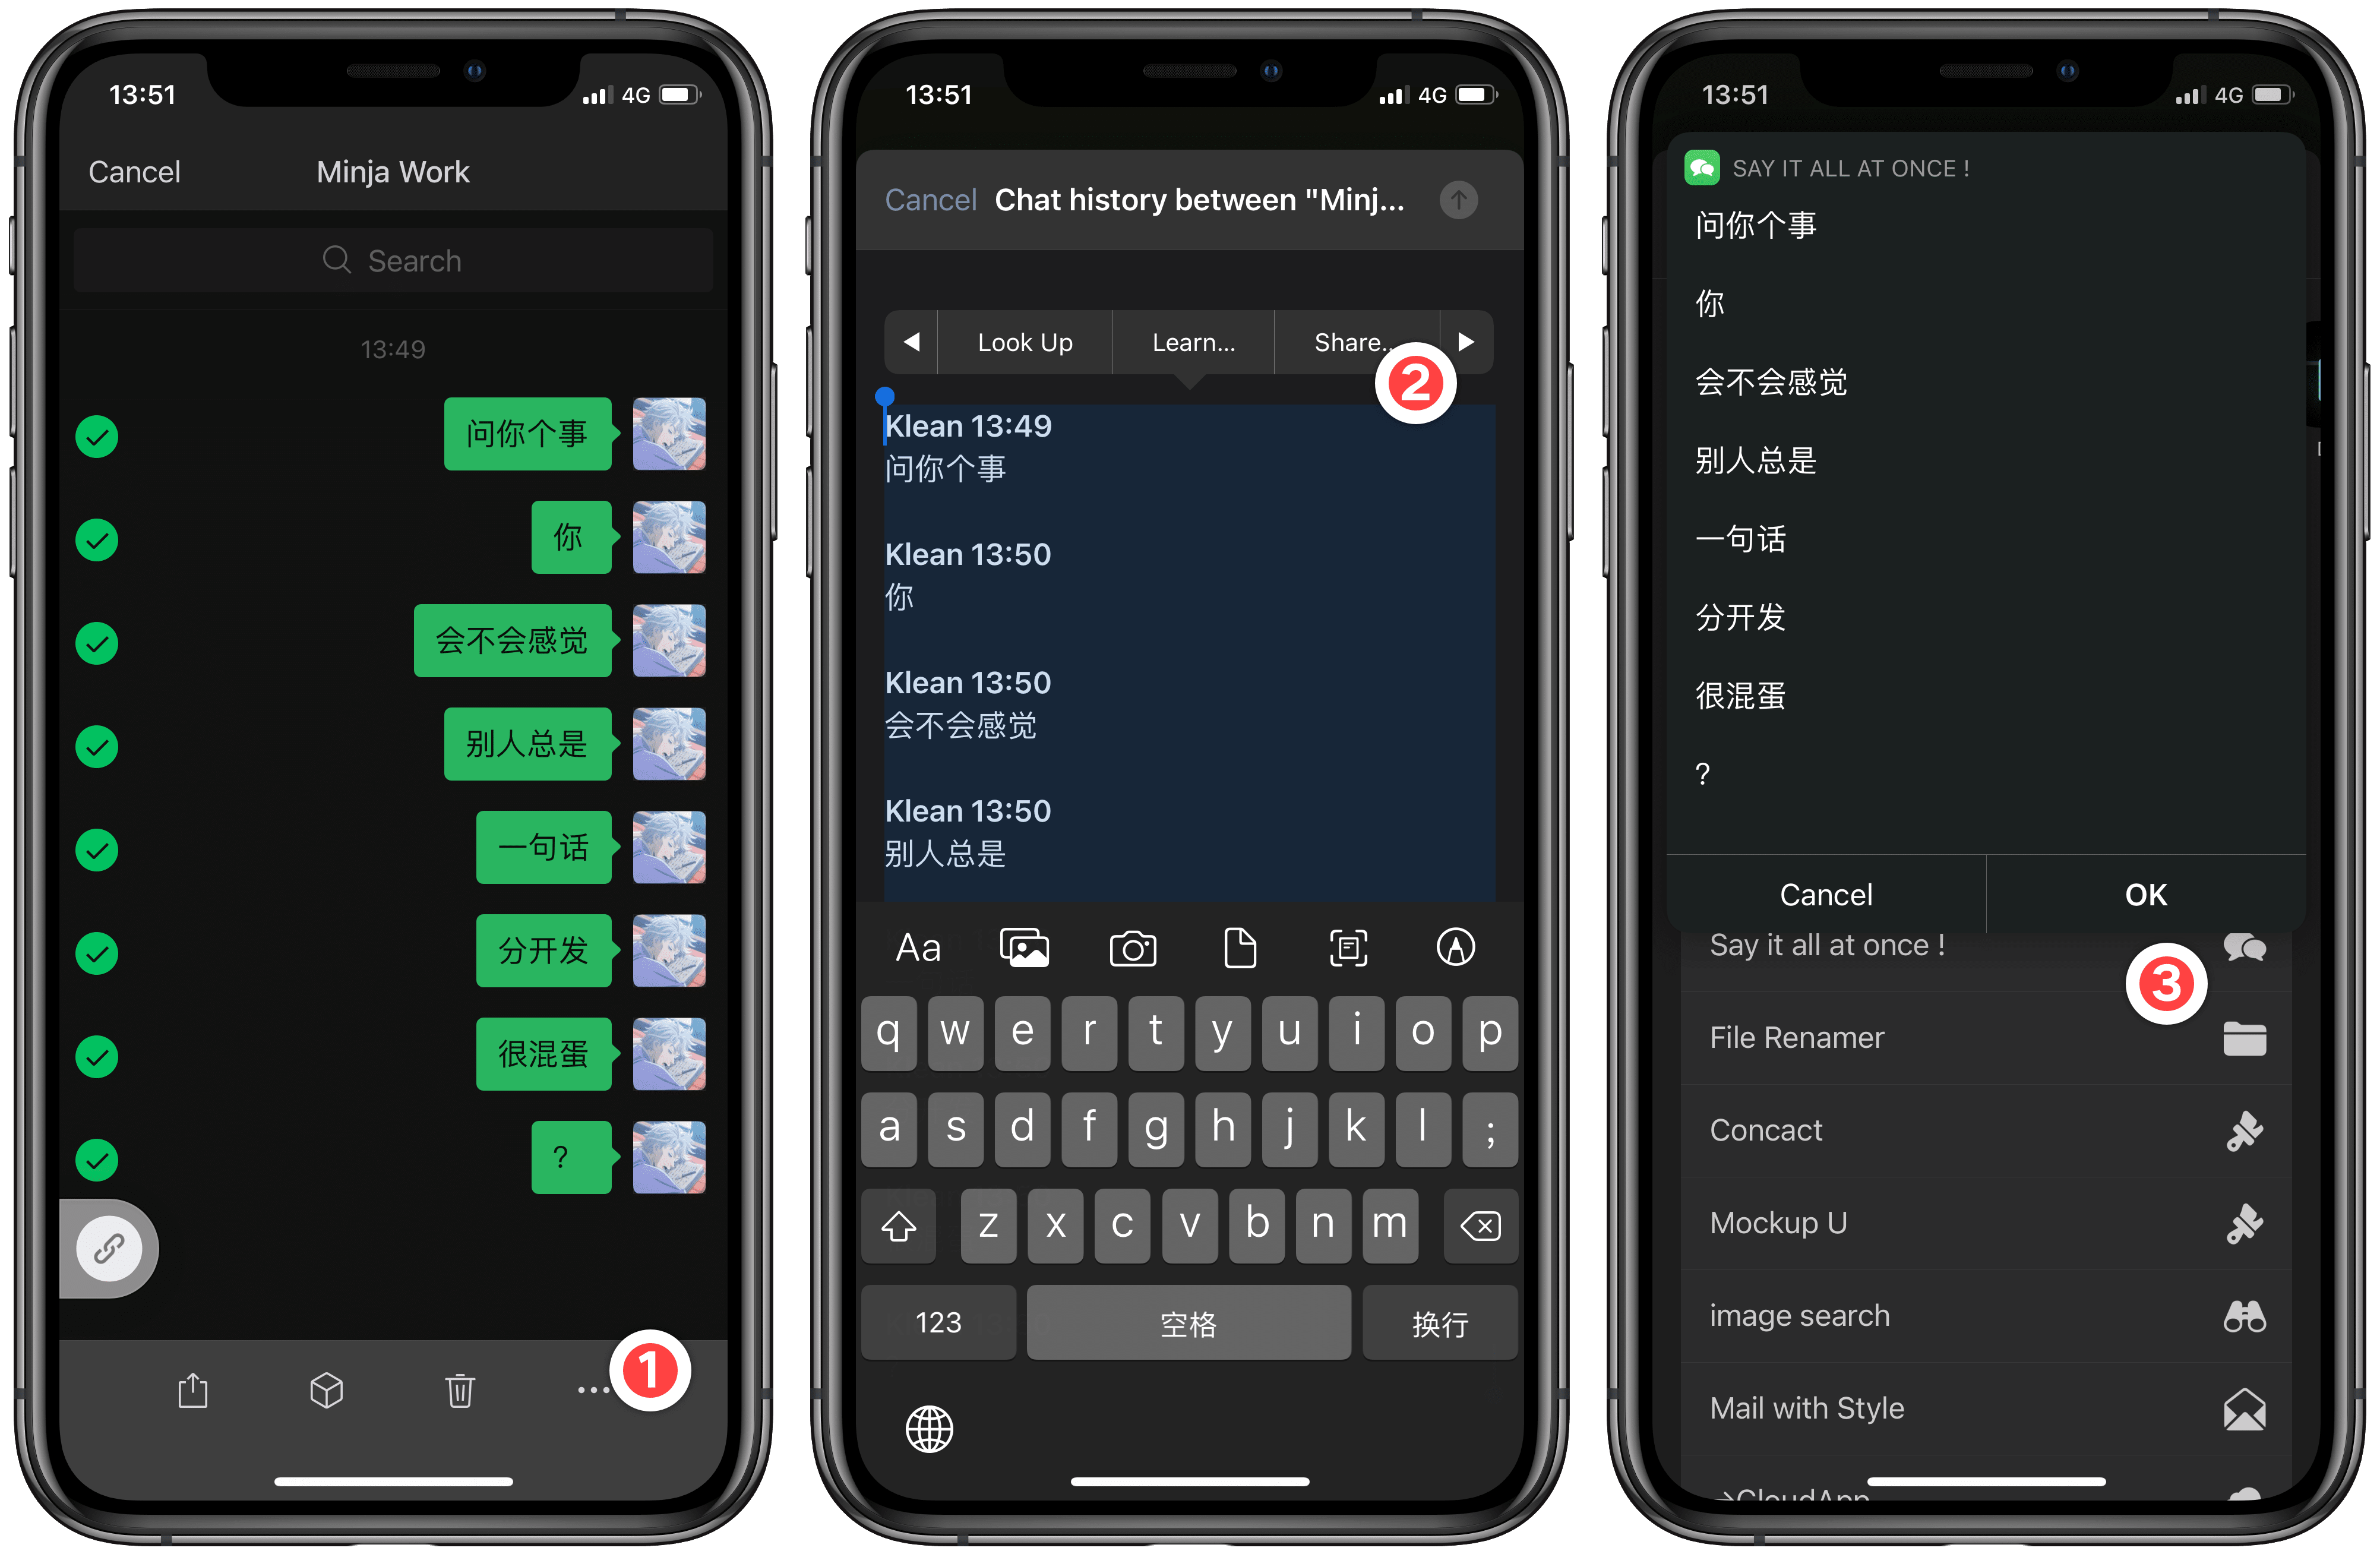 13:51
4G
Cancel
Minja Work
Search
13:49
问你个事
你
会不会感觉
别人总是
一句话
分开发
很混蛋
?
1
13:51
4G
Cancel
Chat history between "Minj...
Look Up
Learn...
Share...
2
Klean 13:49
问你个事
Klean 13:50
你
Klean 13:50
会不会感觉
Klean 13:50
别人总是
Aa
q w e r t y u i o p
a s d f g h j k l ;
z x c v b n m
123
空格
换行
13:51
4G
SAY IT ALL AT ONCE !
问你个事
你
会不会感觉
别人总是
一句话
分开发
很混蛋
?
Cancel
OK
Say it all at once !
3
File Renamer
Concact
Mockup U
image search
Mail with Style
→CloudApp